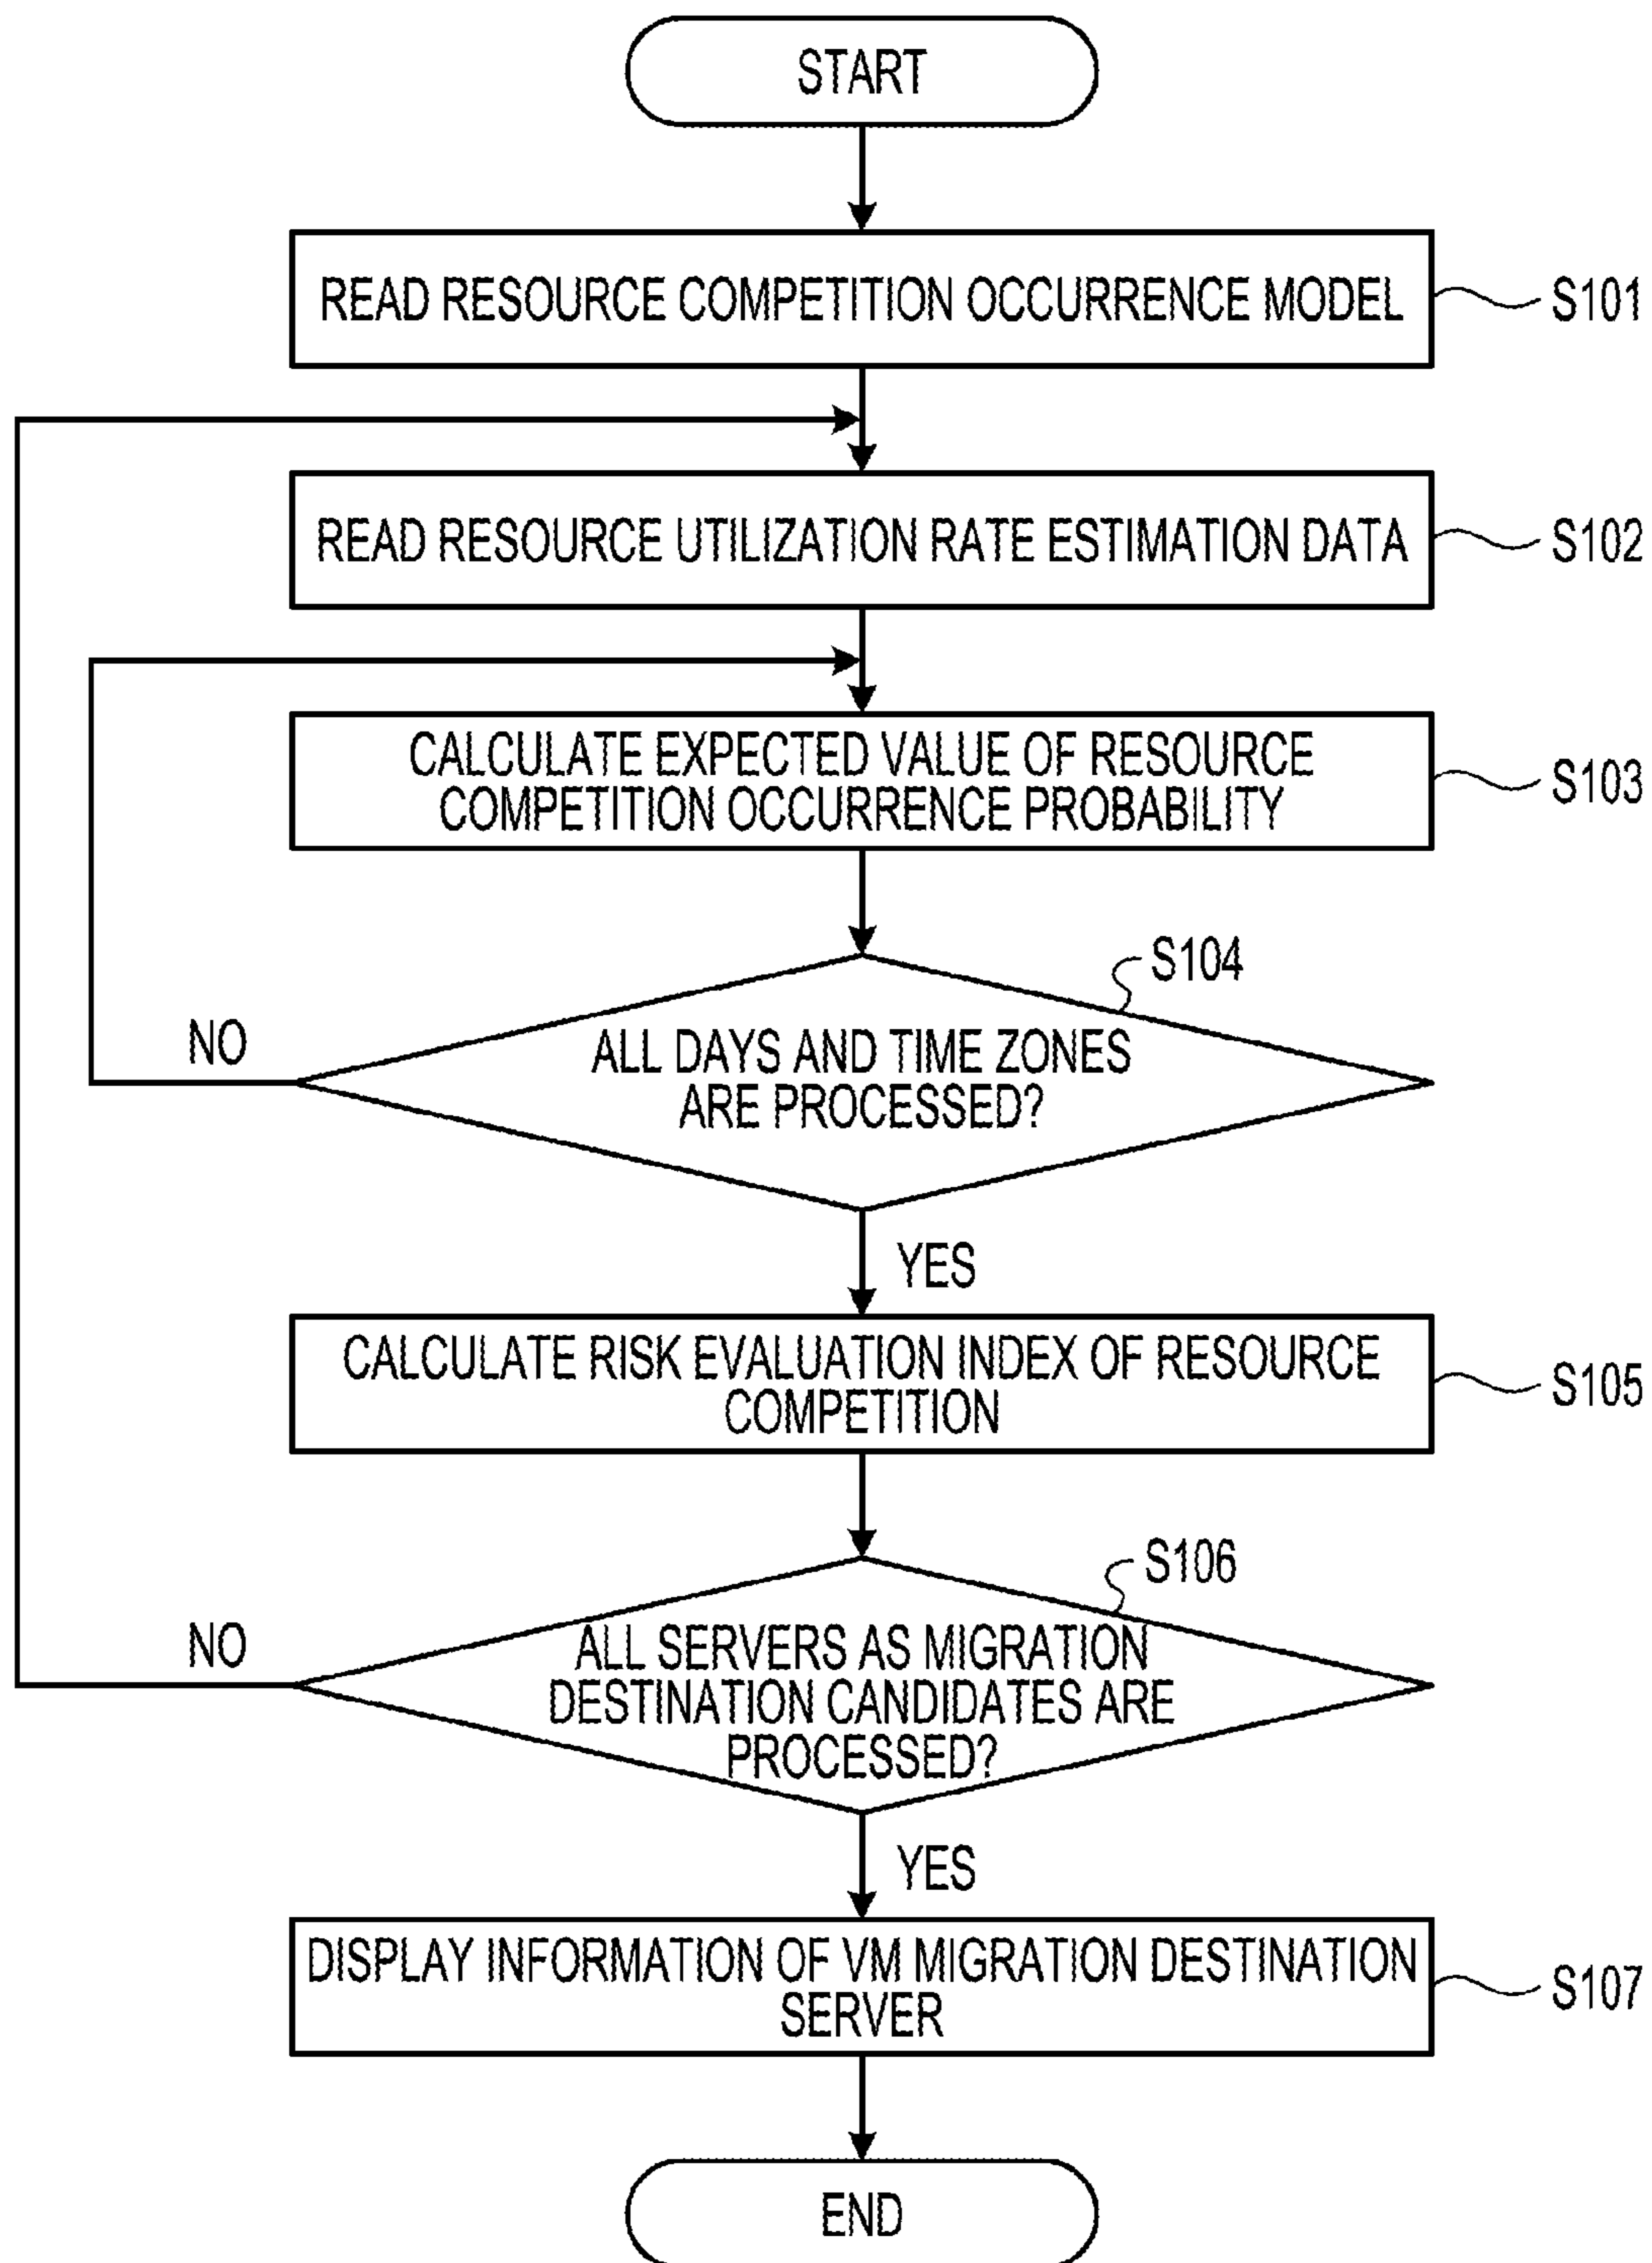 START
READ RESOURCE COMPETITION OCCURRENCE MODEL
S101
READ RESOURCE UTILIZATION RATE ESTIMATION DATA
S102
CALCULATE EXPECTED VALUE OF RESOURCE
COMPETITION OCCURRENCE PROBABILITY
S103
S104
ALL DAYS AND TIME ZONES
ARE PROCESSED?
NO
YES
CALCULATE RISK EVALUATION INDEX OF RESOURCE
COMPETITION
S105
S106
ALL SERVERS AS MIGRATION
DESTINATION CANDIDATES ARE
PROCESSED?
NO
YES
DISPLAY INFORMATION OF VM MIGRATION DESTINATION
SERVER
S107
END